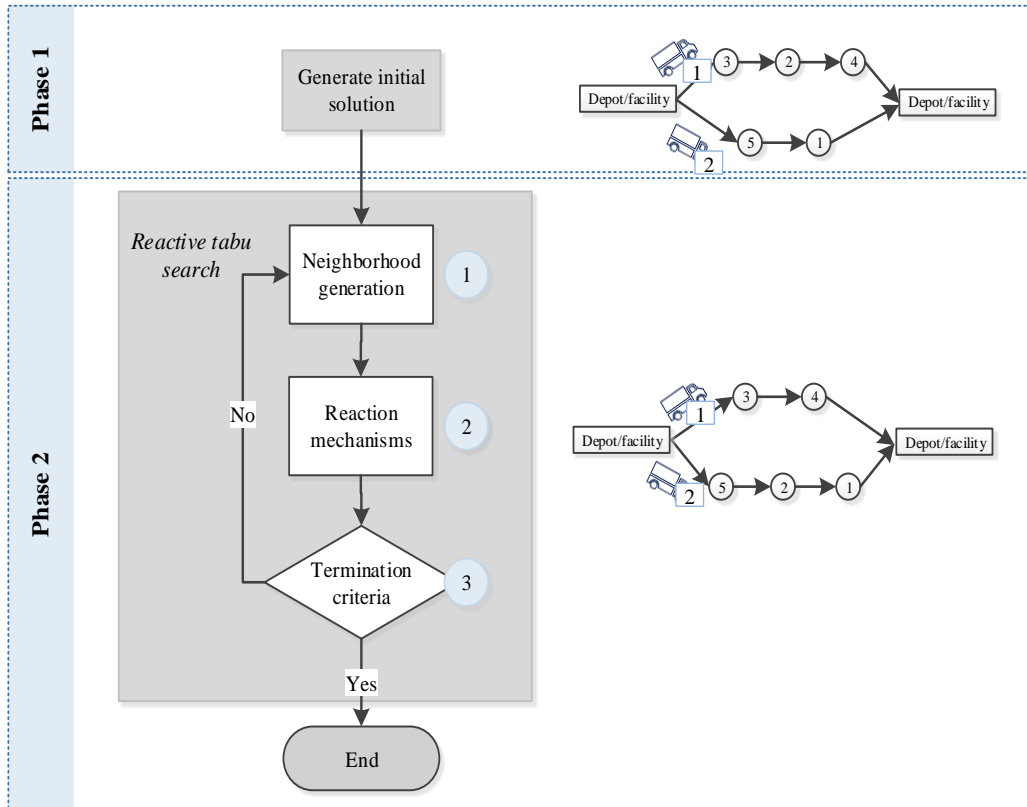 Phase 1
Generate initial
solution
1
3
2
4
Depot/facility
Depot/facility
2
5
1
Phase 2
Reactive tabu
search
Neighborhood
generation
1
Reaction
mechanisms
2
No
Termination
criteria
3
Yes
End
1
3
4
Depot/facility
Depot/facility
2
5
2
1